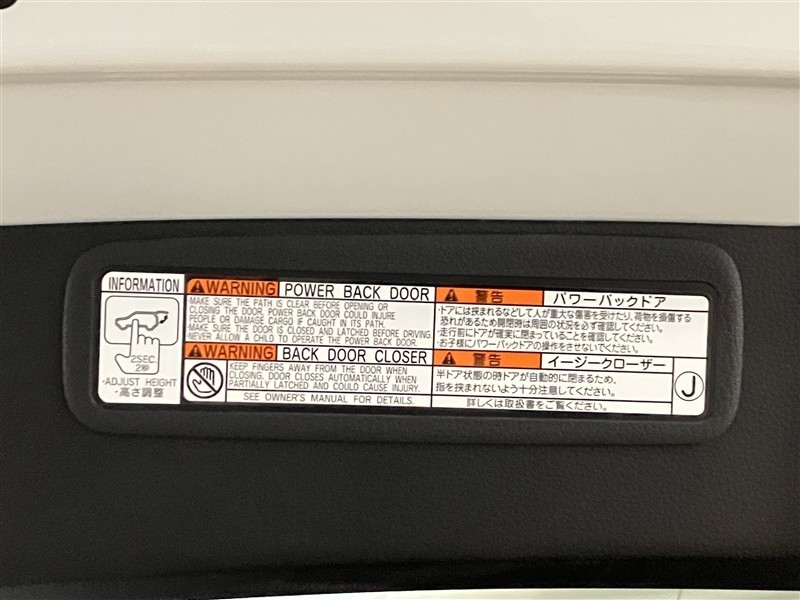 INFORMATION
2SEC.
2秒
・ADJUST HEIGHT
・高さ調整
WARNING POWER BACK DOOR
・MAKE SURE THE PATH IS CLEAR BEFORE OPENING OR
CLOSING THE DOOR. POWER BACK DOOR COULD INJURE
PEOPLE OR DAMAGE CARGO IF CAUGHT IN ITS PATH.
・MAKE SURE THE DOOR IS CLOSED AND LATCHED BEFORE DRIVING.
・NEVER ALLOW A CHILD TO OPERATE THE POWER BACK DOOR.
WARNING BACK DOOR CLOSER
KEEP FINGERS AWAY FROM THE DOOR WHEN
CLOSING. DOOR CLOSES AUTOMATICALLY WHEN
PARTIALLY LATCHED AND COULD CAUSE INJURY.
SEE OWNER'S MANUAL FOR DETAILS.
警告 パワーバックドア
・ドアには挟まれるなどして人が重大な傷害を受けたり、荷物を損傷する
恐れがあるため開閉時は周囲の状況を必ず確認してください。
・走行前にドアが確実に閉まっていることを確認してください。
・お子様にパワーバックドアの操作をさせないでください。
警告 イージークローザー
半ドア状態の時ドアが自動的に閉まるため、
指を挟まれないよう十分注意してください。
詳しくは取扱書をご覧ください。
J